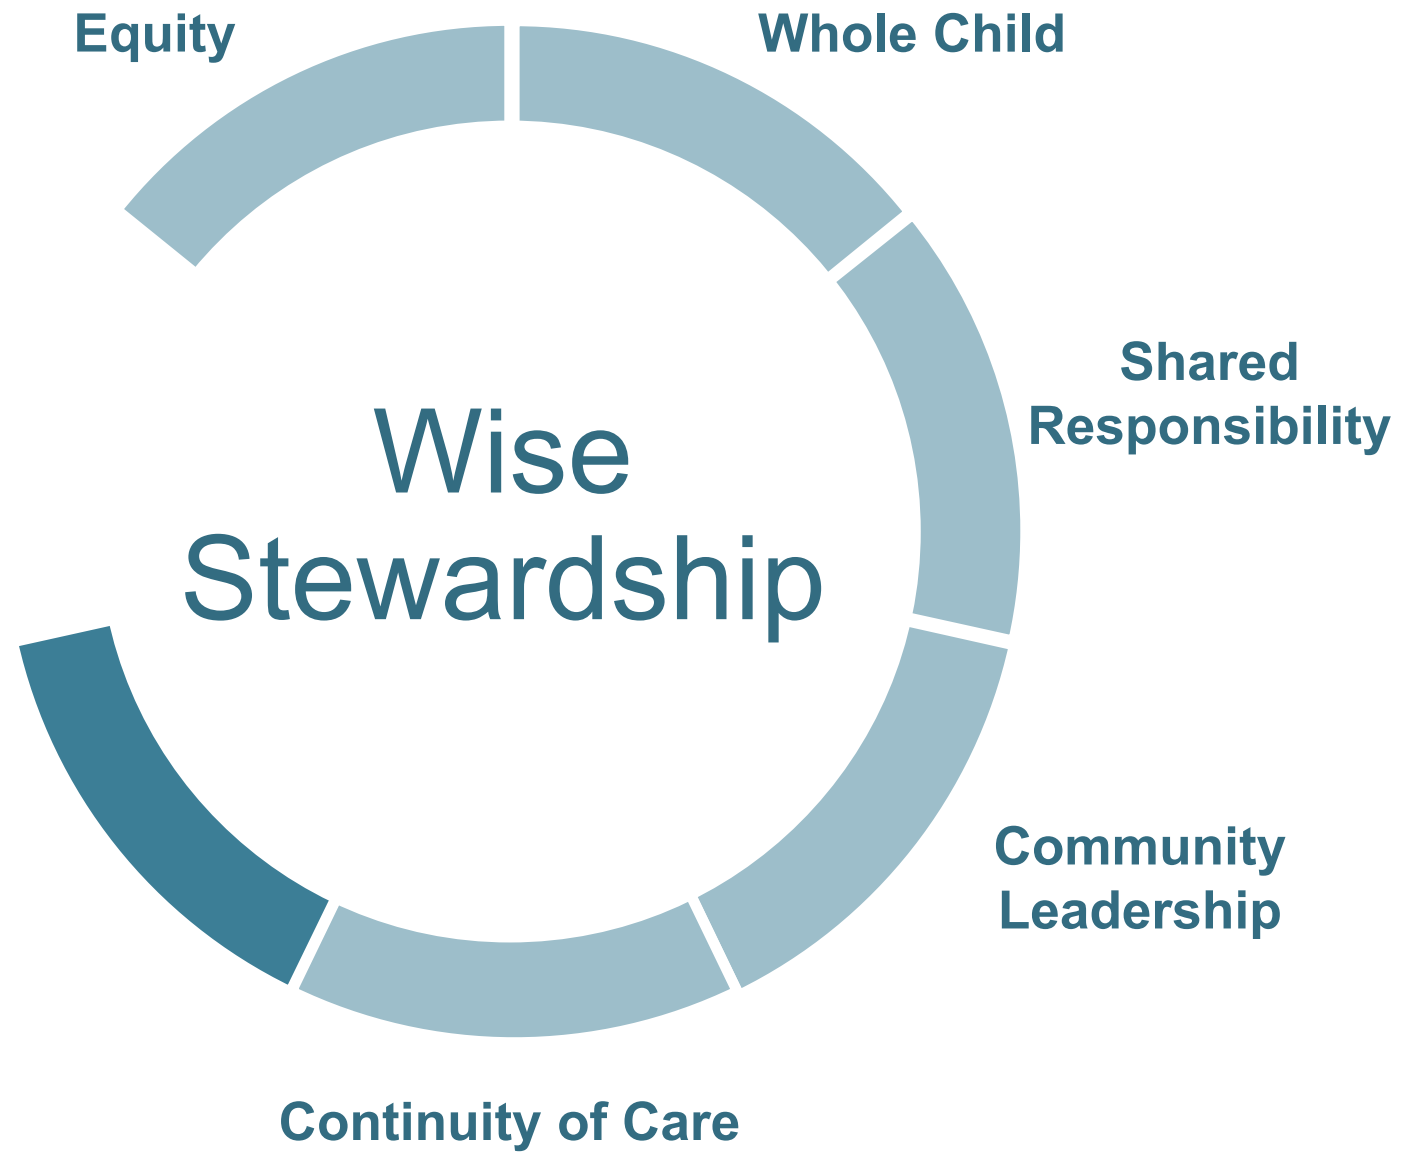 Equity
Whole Child
Shared
Responsibility
Wise
Stewardship
Community
Leadership
Continuity of Care